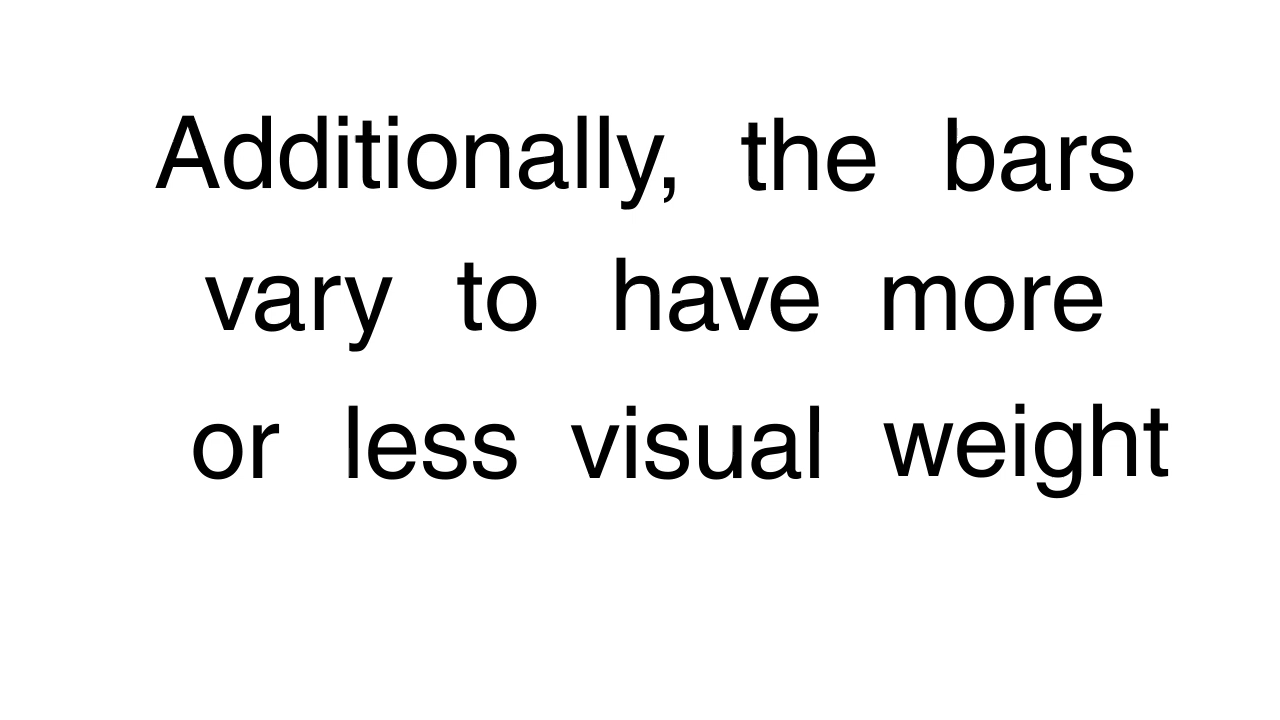 Additionally, the bars
vary to have more
or less visual weight